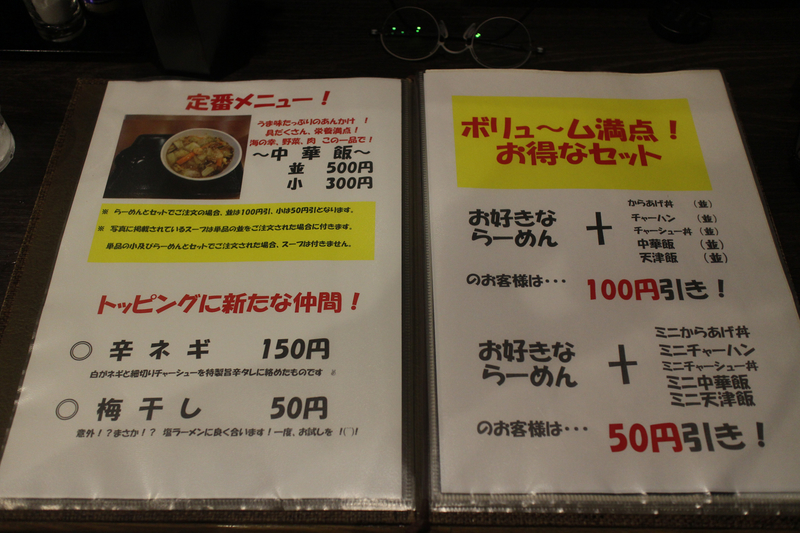 定番メニュー！
うま味たっぷりのあんかけ ！
具だくさん、栄養満点！
海の幸、野菜、肉 この一品で！
～中 華 飯～
並 500円
小 300円
※ らーめんとセットでご注文の場合、並は100円引、小は50円引となります。
※ 写真に掲載されているスープは単品の並をご注文された場合に付きます。
単品の小及びらーめんとセットでご注文された場合、スープは付きません。
トッピングに新たな仲間！
◎ 辛 ネ ギ 150円
白がネギと細切りチャーシューを特製旨辛タレに絡めたものです
◎ 梅 干 し 50円
意外！？まさか！？ 塩ラーメンに良く合います！一度、お試しを !(¨)!
ボリュ～ム満点！
お得なセット
お好きな
らーめん
＋
からあげ丼 （並）
チャーハン （並）
チャーシュー丼 （並）
中華飯 （並）
天津飯 （並）
のお客様は・・・ 100円引き！
お好きな
らーめん
＋
ミニからあげ丼
ミニチャーハン
ミニチャーシュー丼
ミニ中華飯
ミニ天津飯
のお客様は・・・ 50円引き！